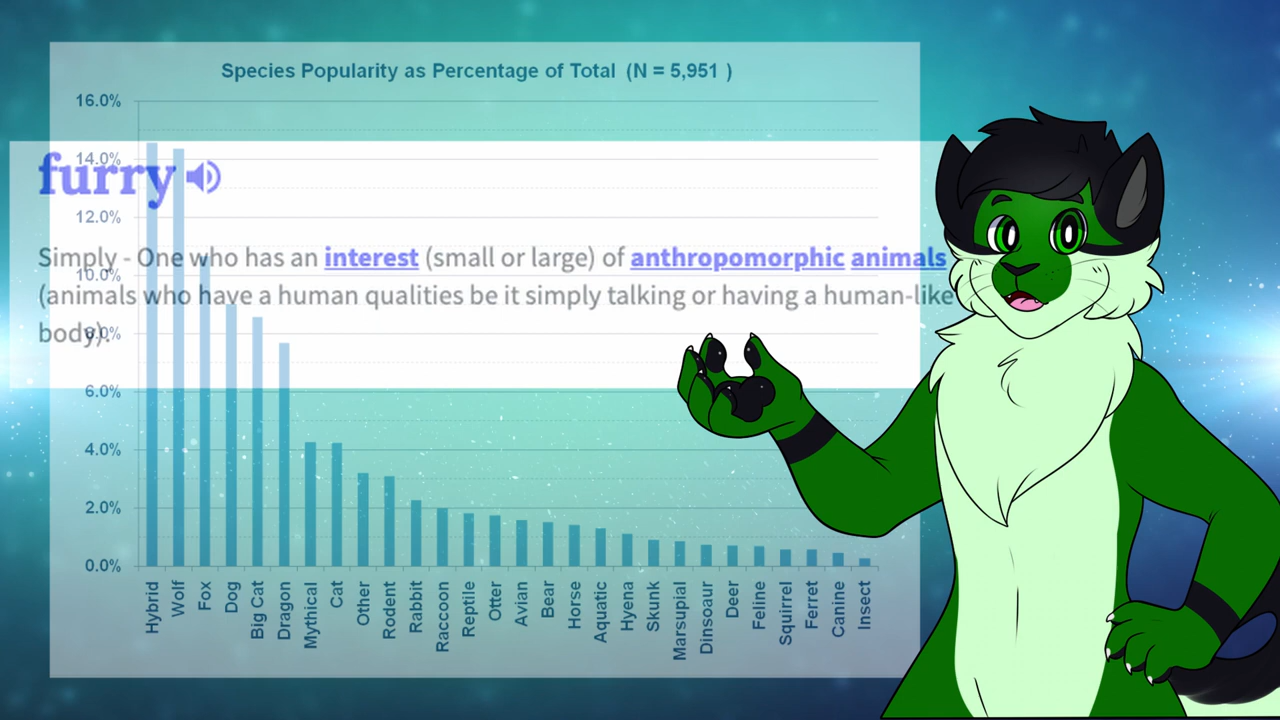 Species Popularity as Percentage of Total (N = 5,951 )
16.0%
14.0%
furry
12.0%
Simply - One who has an interest (small or large) of anthropomorphic animals
10.0%
(animals who have a human qualities be it simply talking or having a human-like
body).
8.0%
6.0%
4.0%
2.0%
0.0%
Hybrid
Wolf
Fox
Dog
Big Cat
Dragon
Mythical
Cat
Other
Rodent
Rabbit
Raccoon
Reptile
Otter
Avian
Bear
Horse
Aquatic
Hyena
Skunk
Marsupial
Dinsoaur
Deer
Feline
Squirrel
Ferret
Canine
Insect